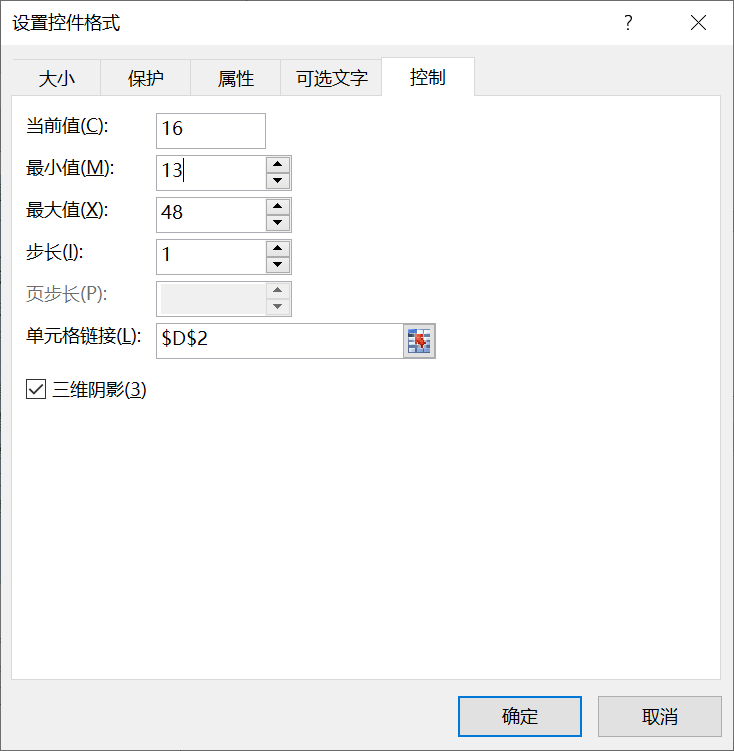 设置控件格式 ?
大小 保护 属性 可选文字 控制
当前值(C): 16
最小值(M): 13
最大值(X): 48
步长(I): 1
页步长(P):
单元格链接(L): $D$2
三维阴影(3)
确定 取消